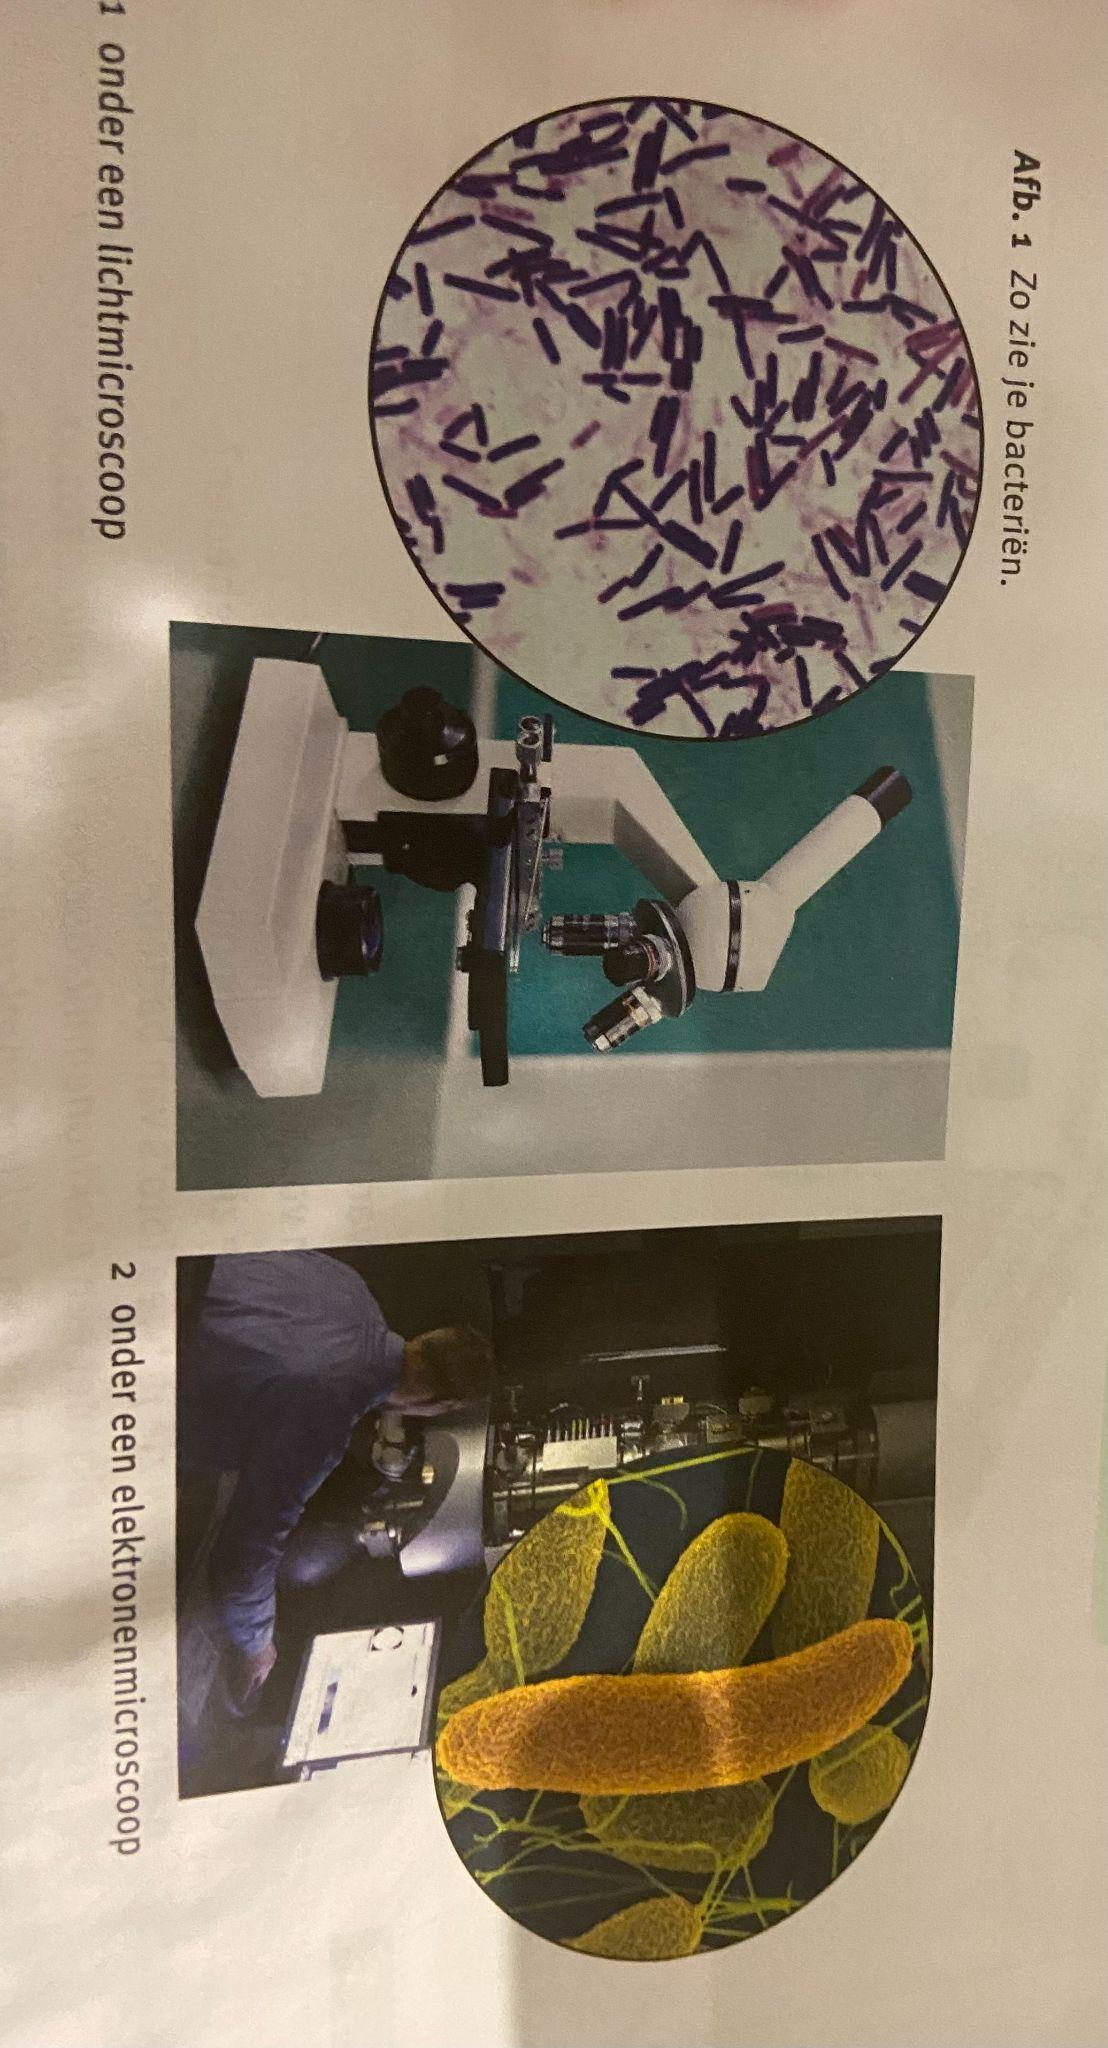 Afb. 1 Zo zie je bacteriën.
1 onder een lichtmicroscoop
2 onder een elektronenmicroscoop